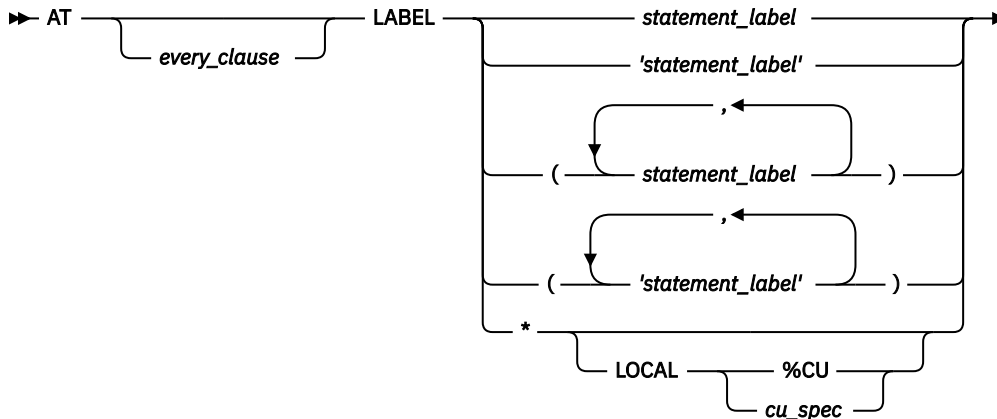 AT LABEL statement_label
every_clause
'statement_label'
,
( statement_label )
,
( 'statement_label' )
*
LOCAL %CU
cu_spec